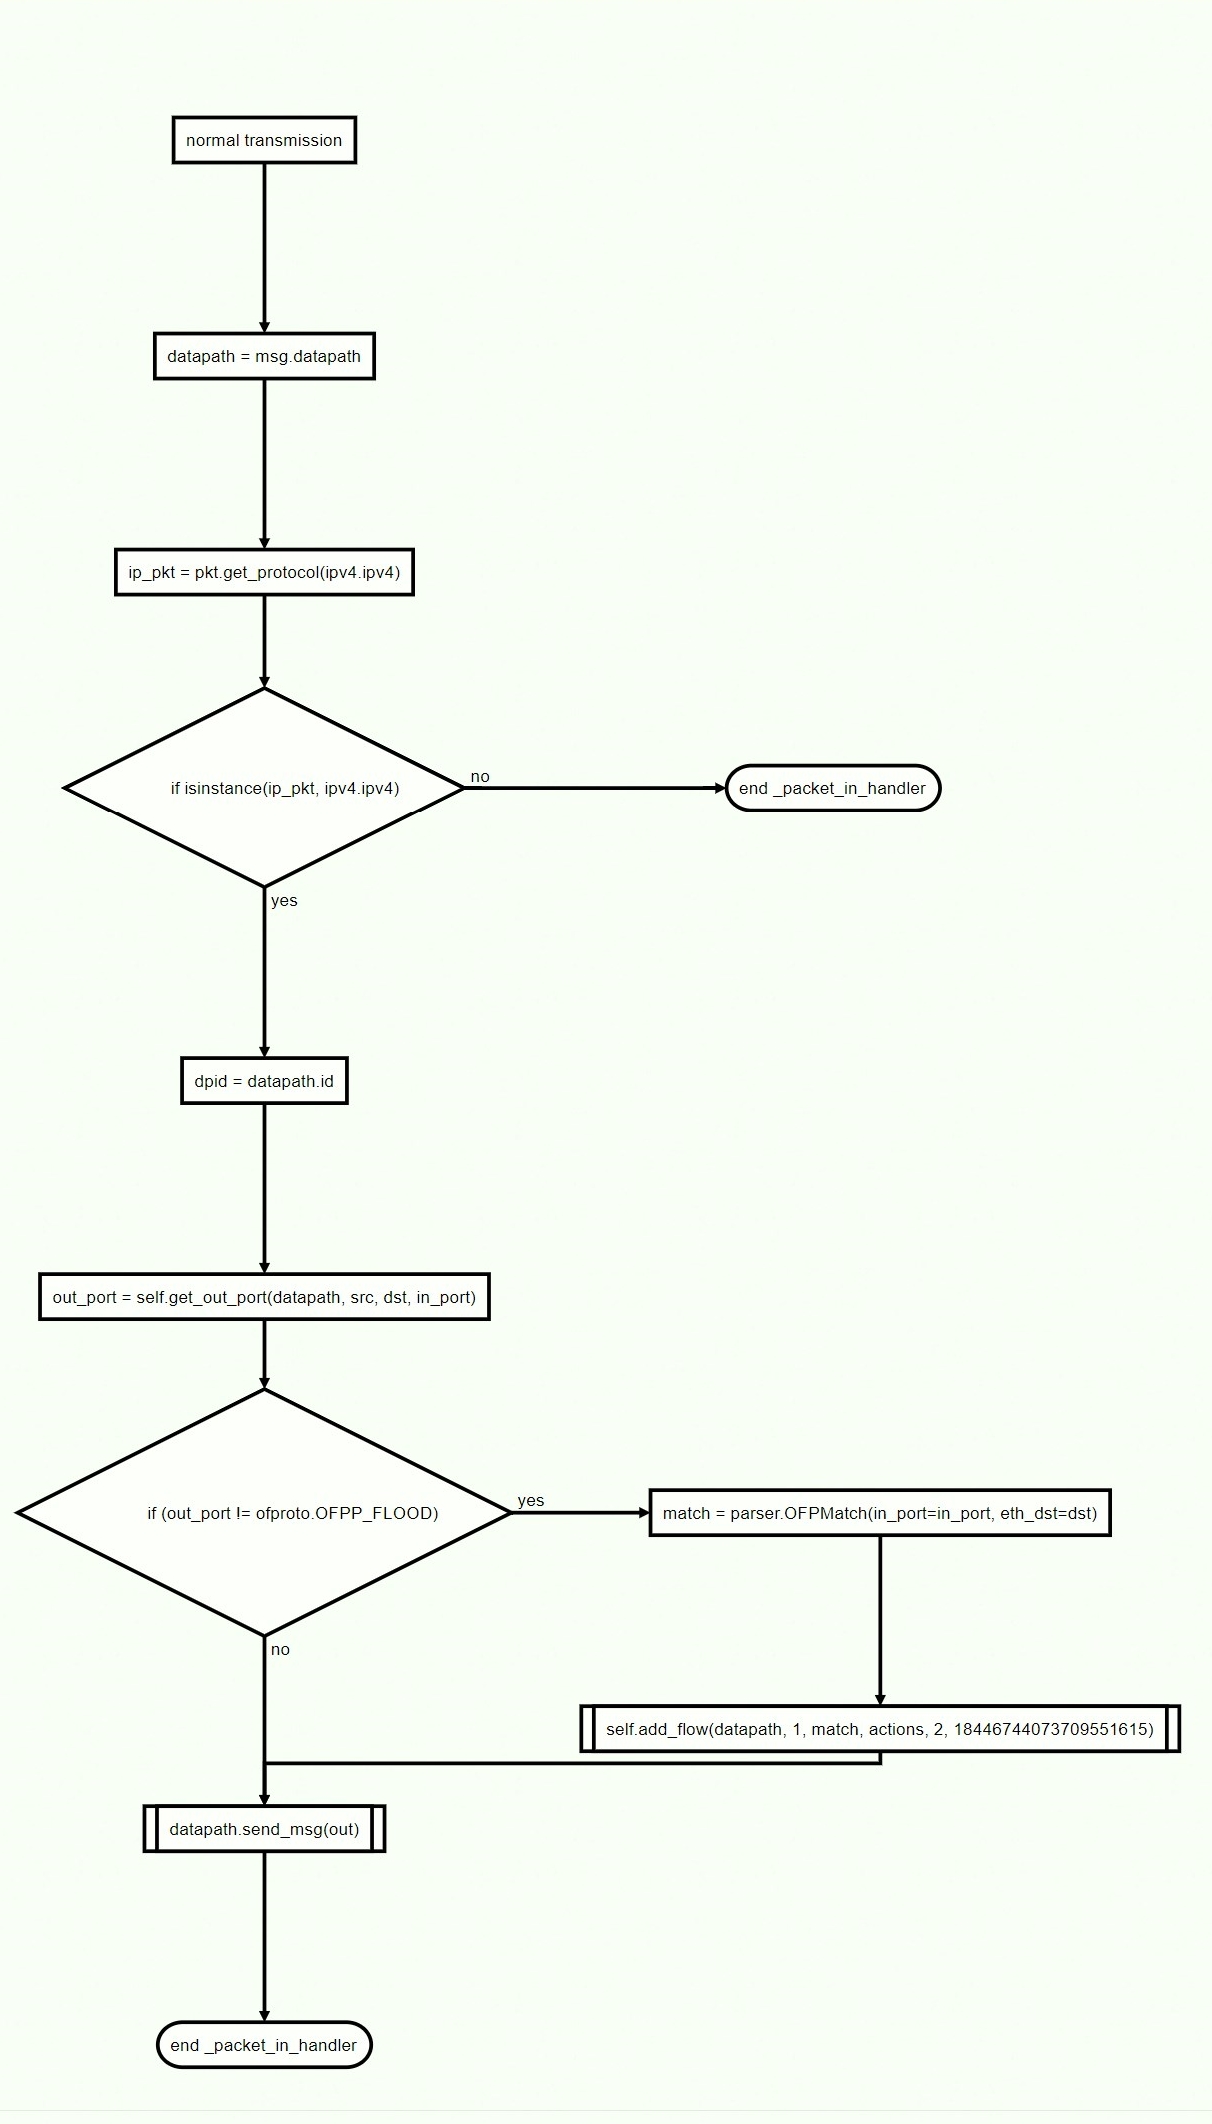 normal transmission
datapath = msg.datapath
ip_pkt = pkt.get_protocol(ipv4.ipv4)
if isinstance(ip_pkt, ipv4.ipv4)
no
end _packet_in_handler
yes
dpid = datapath.id
out_port = self.get_out_port(datapath, src, dst, in_port)
if (out_port != ofproto.OFPP_FLOOD)
yes
match = parser.OFPMatch(in_port=in_port, eth_dst=dst)
no
self.add_flow(datapath, 1, match, actions, 2, 18446744073709551615)
datapath.send_msg(out)
end _packet_in_handler